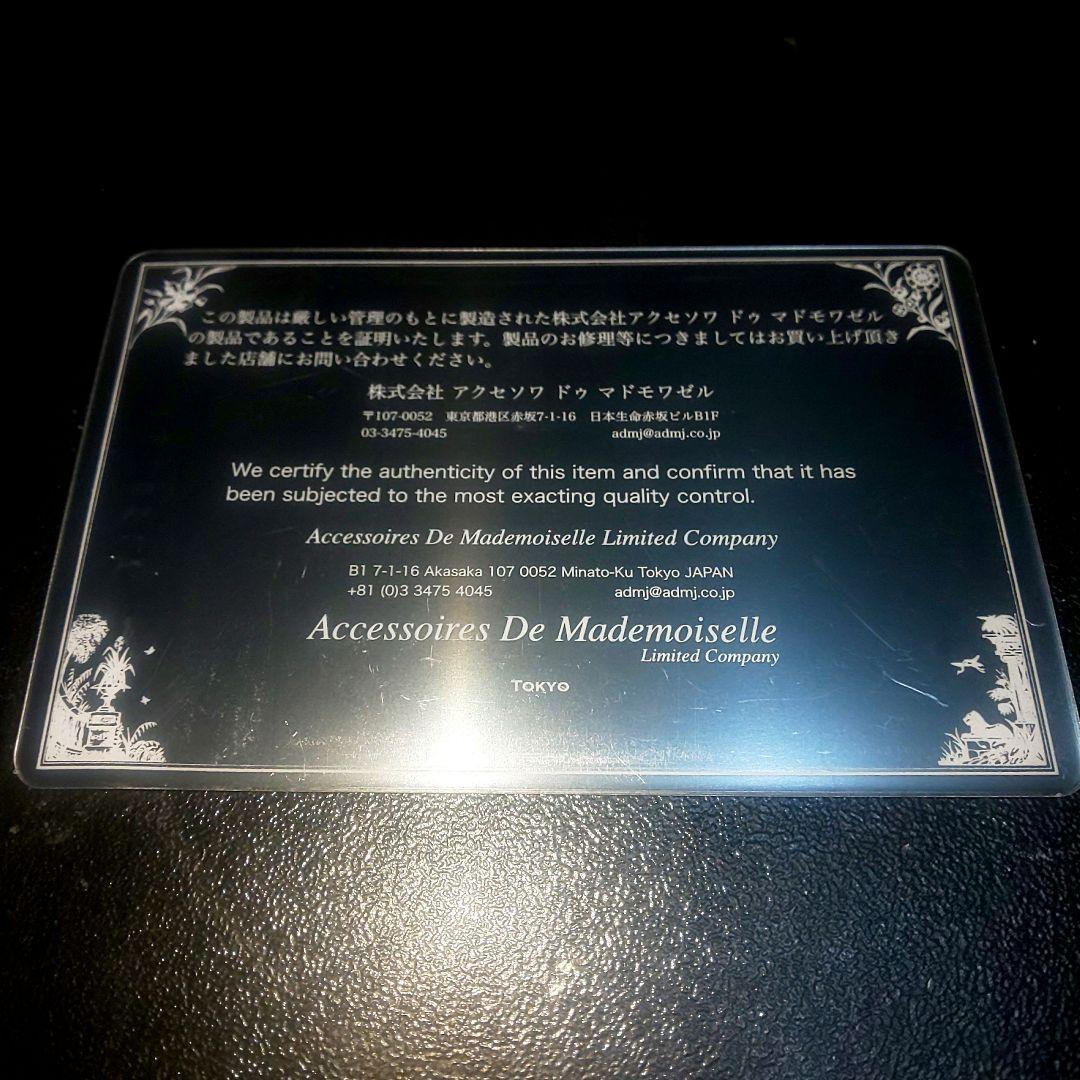 この製品は厳しい管理のもとに製造された株式会社アクセソワ ドゥ マドモワゼル
の製品であることを証明いたします。製品のお修理等につきましてはお買い上げ頂き
ました店舗にお問い合わせください。
株式会社 アクセソワ ドゥ マドモワゼル
〒107-0052 東京都港区赤坂7-1-16 日本生命赤坂ビルB1F
03-3475-4045 admj@admj.co.jp
We certify the authenticity of this item and confirm that it has
been subjected to the most exacting quality control.
Accessoires De Mademoiselle Limited Company
B1 7-1-16 Akasaka 107 0052 Minato-Ku Tokyo JAPAN
+81 (0)3 3475 4045 admj@admj.co.jp
Accessoires De Mademoiselle
Limited Company
TOKYO